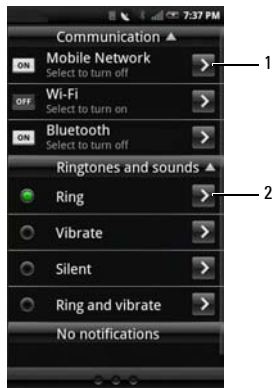 7:37 PM
Communication
ON Mobile Network 1
Select to turn off
OFF Wi-Fi
Select to turn on
ON Bluetooth
Select to turn off
Ringtones and sounds
Ring 2
Vibrate
Silent
Ring and vibrate
No notifications